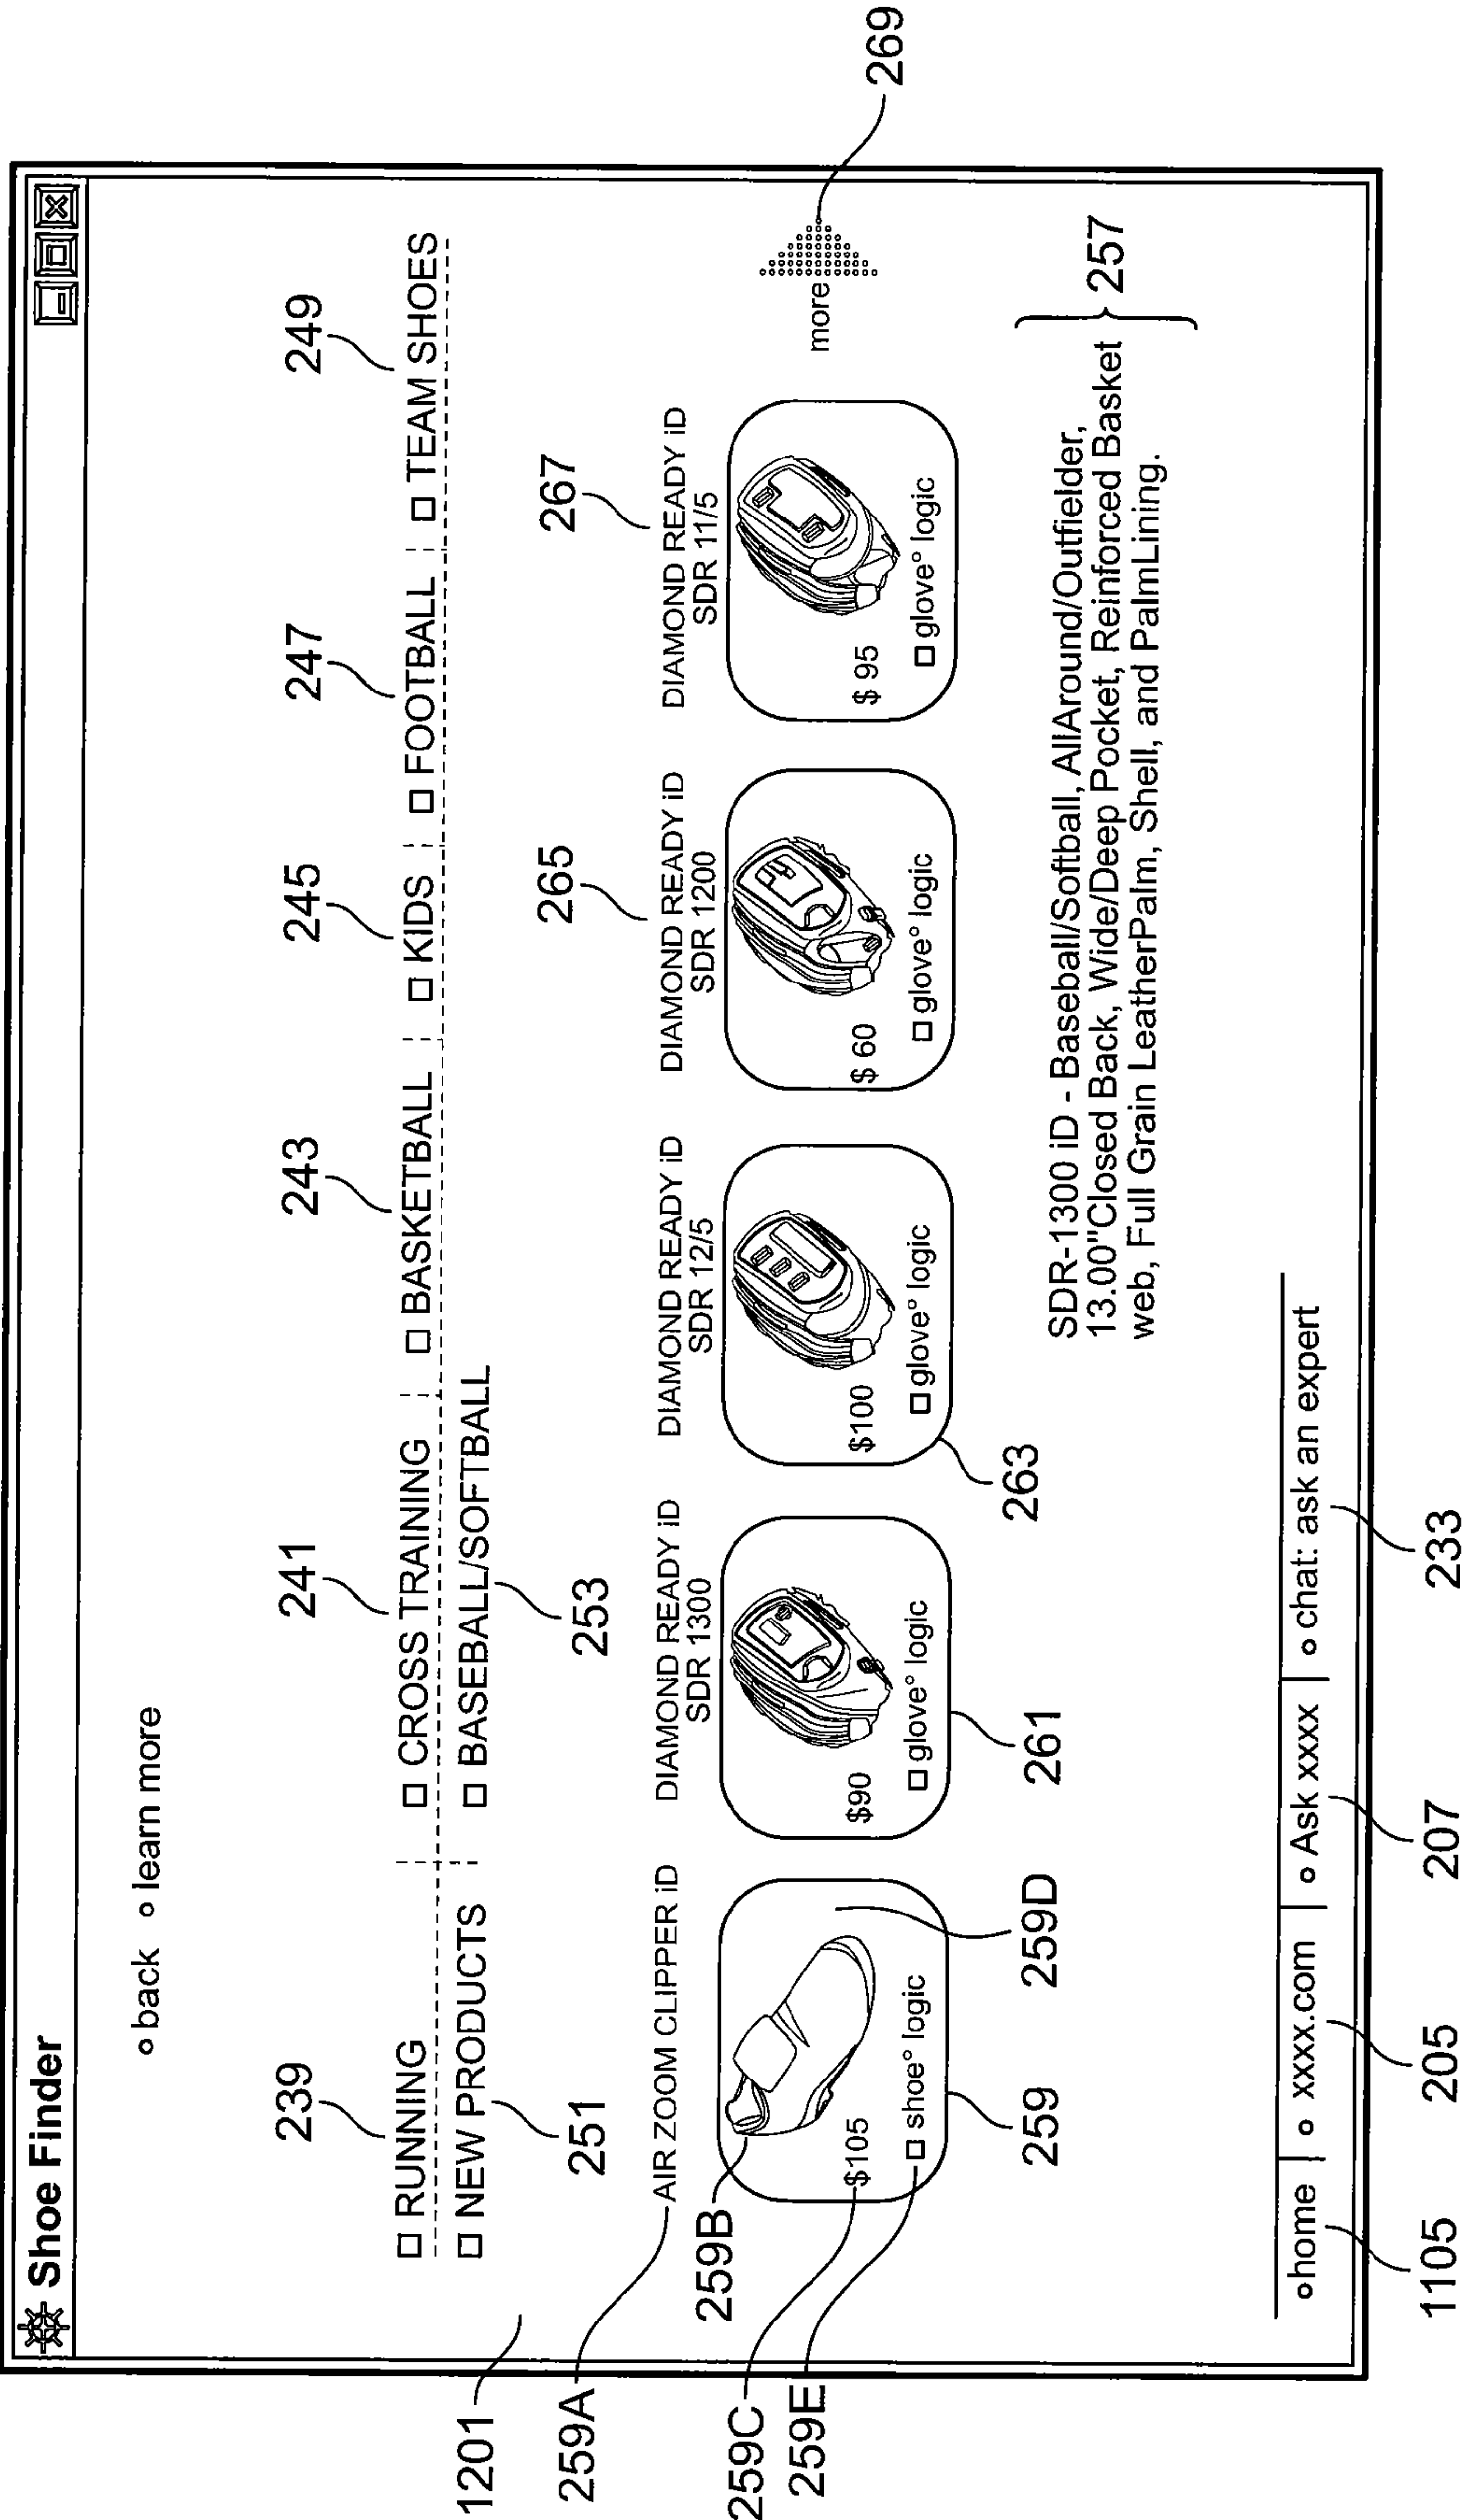 Shoe Finder
back learn more
239
241
243
245
247
249
RUNNING
CROSS TRAINING
BASKETBALL
KIDS
FOOTBALL
TEAM SHOES
NEW PRODUCTS
BASEBALL/SOFTBALL
251
253
1201
265
267
259A
AIR ZOOM CLIPPER iD
DIAMOND READY iD
SDR 1300
DIAMOND READY iD
SDR 12/5
DIAMOND READY iD
SDR 1200
DIAMOND READY iD
SDR 11/5
259B
259C
259E
$105
$90
$100
$ 60
$ 95
more
269
shoe° logic
glove° logic
glove° logic
glove° logic
glove° logic
259
259D
261
263
SDR-1300 iD - Baseball/Softball, AllAround/Outfielder,
13.00"Closed Back, Wide/Deep Pocket, Reinforced Basket
web, Full Grain LeatherPalm, Shell, and PalmLining.
257
home
xxxx.com
Ask xxxx
chat: ask an expert
1105
205
207
233